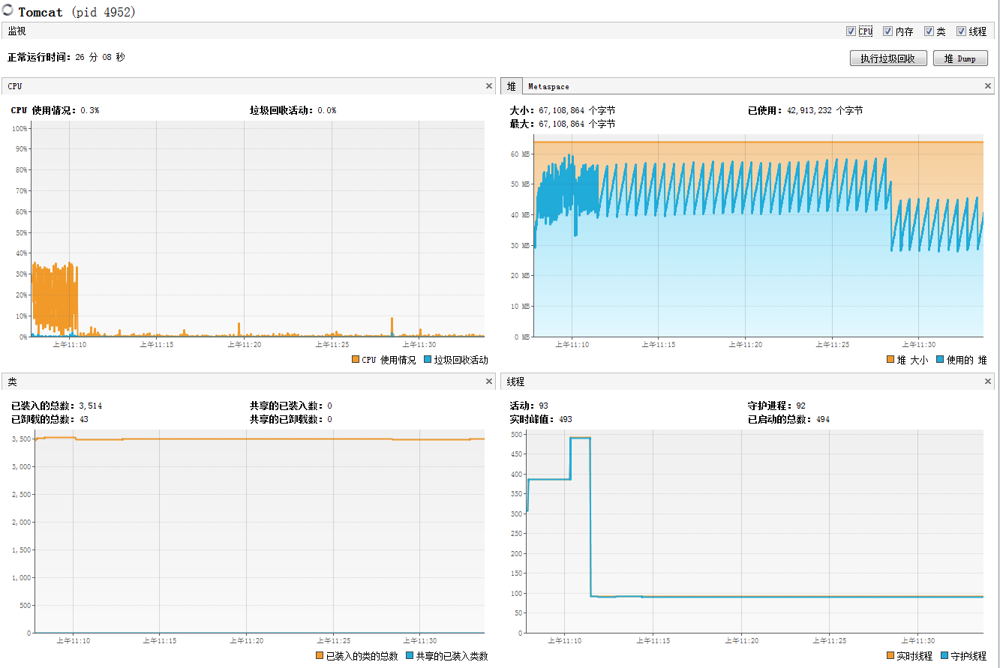 Tomcat (pid 4952)
监视
CPU 内存 类 线程
正常运行时间: 26 分 08 秒
执行垃圾回收 堆 Dump
CPU
CPU 使用情况: 0.3% 垃圾回收活动: 0.0%
100%
90%
80%
70%
60%
50%
40%
30%
20%
10%
0%
上午11:10 上午11:15 上午11:20 上午11:25 上午11:30
CPU 使用情况 垃圾回收活动
堆 Metaspace
大小: 67,108,864 个字节 已使用: 42,913,232 个字节
最大: 67,108,864 个字节
60 MB
50 MB
40 MB
30 MB
20 MB
10 MB
0 MB
上午11:10 上午11:15 上午11:20 上午11:25 上午11:30
堆 大小 使用的 堆
类
已装入的总数: 3,514 共享的已装入数: 0
已卸载的总数: 43 共享的已卸载数: 0
3,500
3,000
2,500
2,000
1,500
1,000
500
0
上午11:10 上午11:15 上午11:20 上午11:25 上午11:30
已装入的类的总数 共享的已装入类数
线程
活动: 93 守护进程: 92
实时峰值: 493 已启动的总数: 494
500
450
400
350
300
250
200
150
100
50
0
上午11:10 上午11:15 上午11:20 上午11:25 上午11:30
实时线程 守护线程